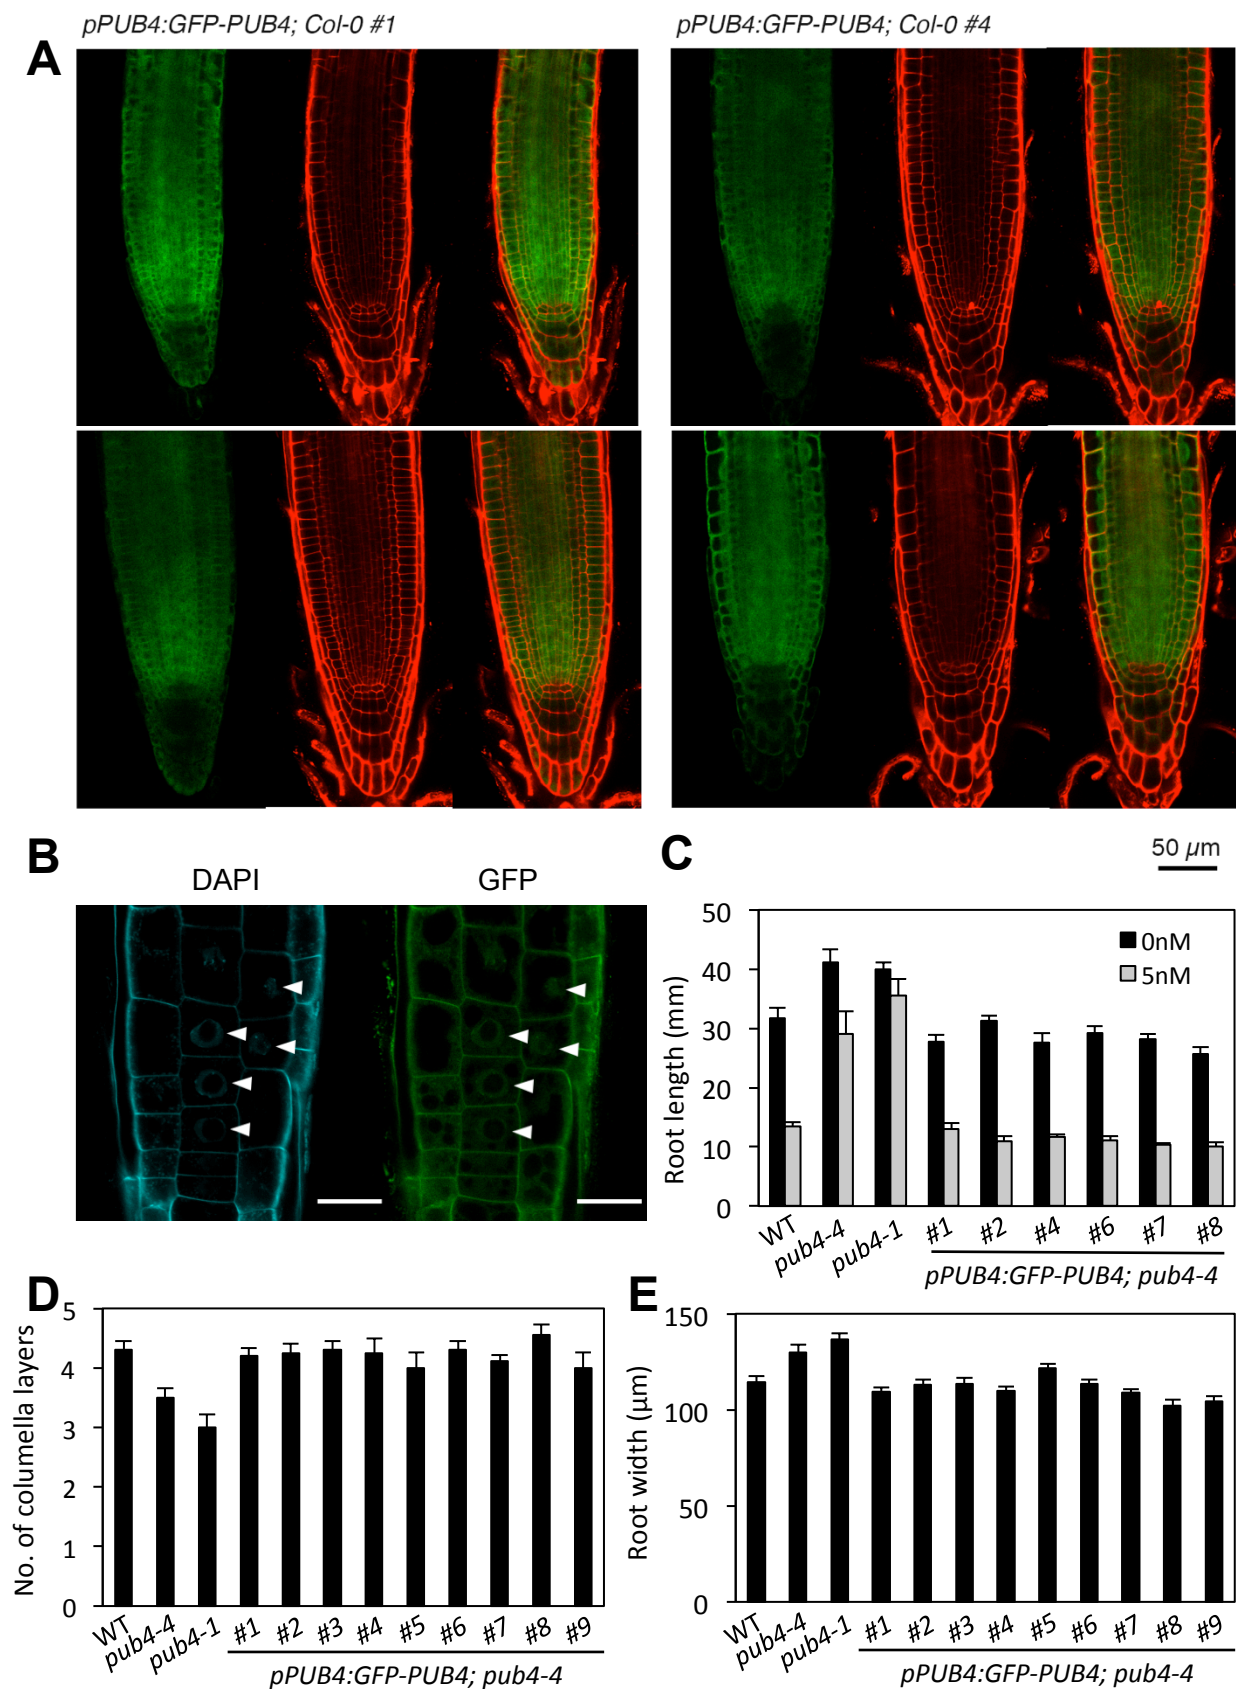 pPUB4:GFP-PUB4; Col-0 #1
pPUB4:GFP-PUB4; Col-0 #4
A
B
DAPI
GFP
C
50 µm
Root length (mm)
50
40
30
20
10
0
0nM
5nM
WT
pub4-4
pub4-1
#1
#2
#4
#6
#7
#8
pPUB4:GFP-PUB4; pub4-4
D
No. of columella layers
5
4
3
2
1
0
WT
pub4-4
pub4-1
#1
#2
#3
#4
#5
#6
#7
#8
#9
pPUB4:GFP-PUB4; pub4-4
E
Root width (µm)
150
100
50
0
WT
pub4-4
pub4-1
#1
#2
#3
#4
#5
#6
#7
#8
#9
pPUB4:GFP-PUB4; pub4-4